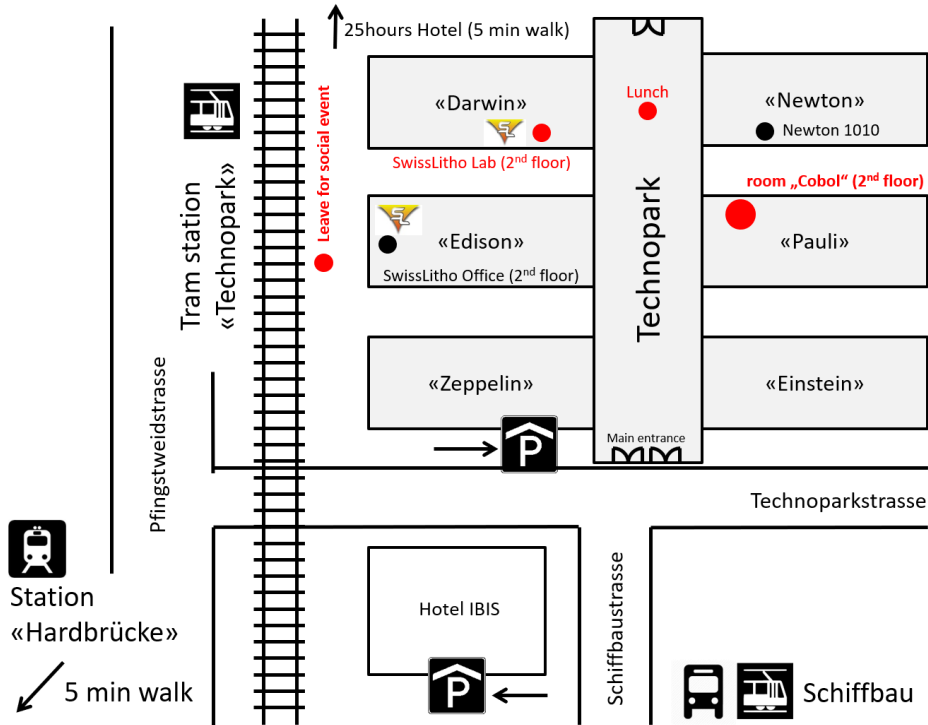 25hours Hotel (5 min walk)
Leave for social event
Tram station
«Technopark»
«Darwin»
SL
SwissLitho Lab (2nd floor)
Lunch
«Newton»
Newton 1010
room „Cobol“ (2nd floor)
SL
«Edison»
SwissLitho Office (2nd floor)
Technopark
«Pauli»
«Zeppelin»
«Einstein»
P
Main entrance
Pfingstweidstrasse
Technoparkstrasse
Station
«Hardbrücke»
5 min walk
Hotel IBIS
P
Schiffbaustrasse
Schiffbau